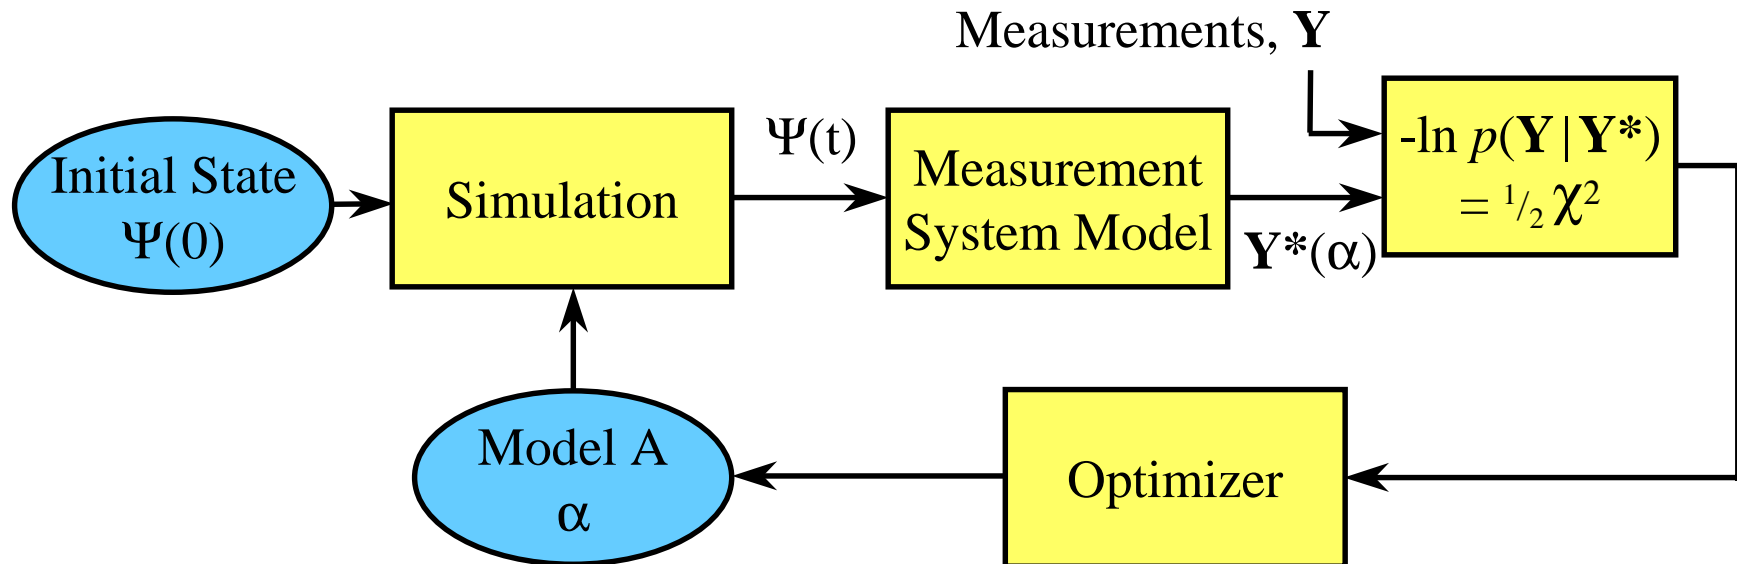 Measurements, Y
Initial State
Ψ(0)
Simulation
Ψ(t)
Measurement
System Model
Y*(α)
-ln p(Y|Y*)
= 1/2 χ²
Model A
α
Optimizer